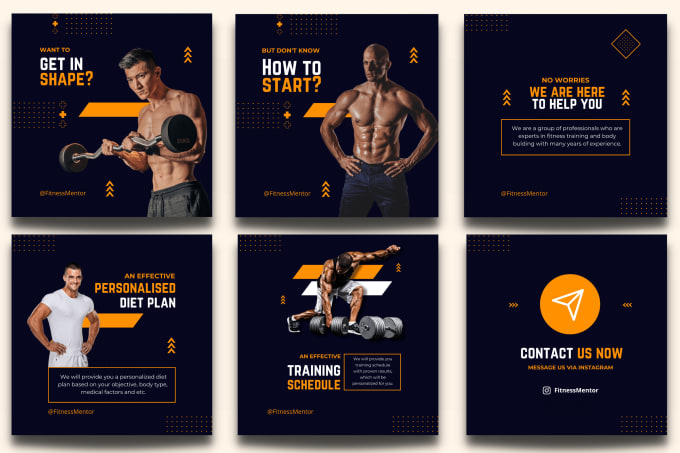 WANT TO
GET IN
SHAPE?
@FitnessMentor
BUT DON'T KNOW
HOW TO
START?
@FitnessMentor
NO WORRIES
WE ARE HERE
TO HELP YOU
We are a group of professionals who are
experts in fitness training and body
bulding with many years of experience.
@FitnessMentor
AN EFFECTIVE
PERSONALISED
DIET PLAN
We will provide you a personalized diet
plan based on your objective, body type,
medical factors and etc.
@FitnessMentor
AN EFFECTIVE
TRAINING
SCHEDULE
We will provide you
training schedule
with proven results,
which will be
personalized for you.
@FitnessMentor
CONTACT US NOW
MESSAGE US VIA INSTAGRAM
FitnessMentor